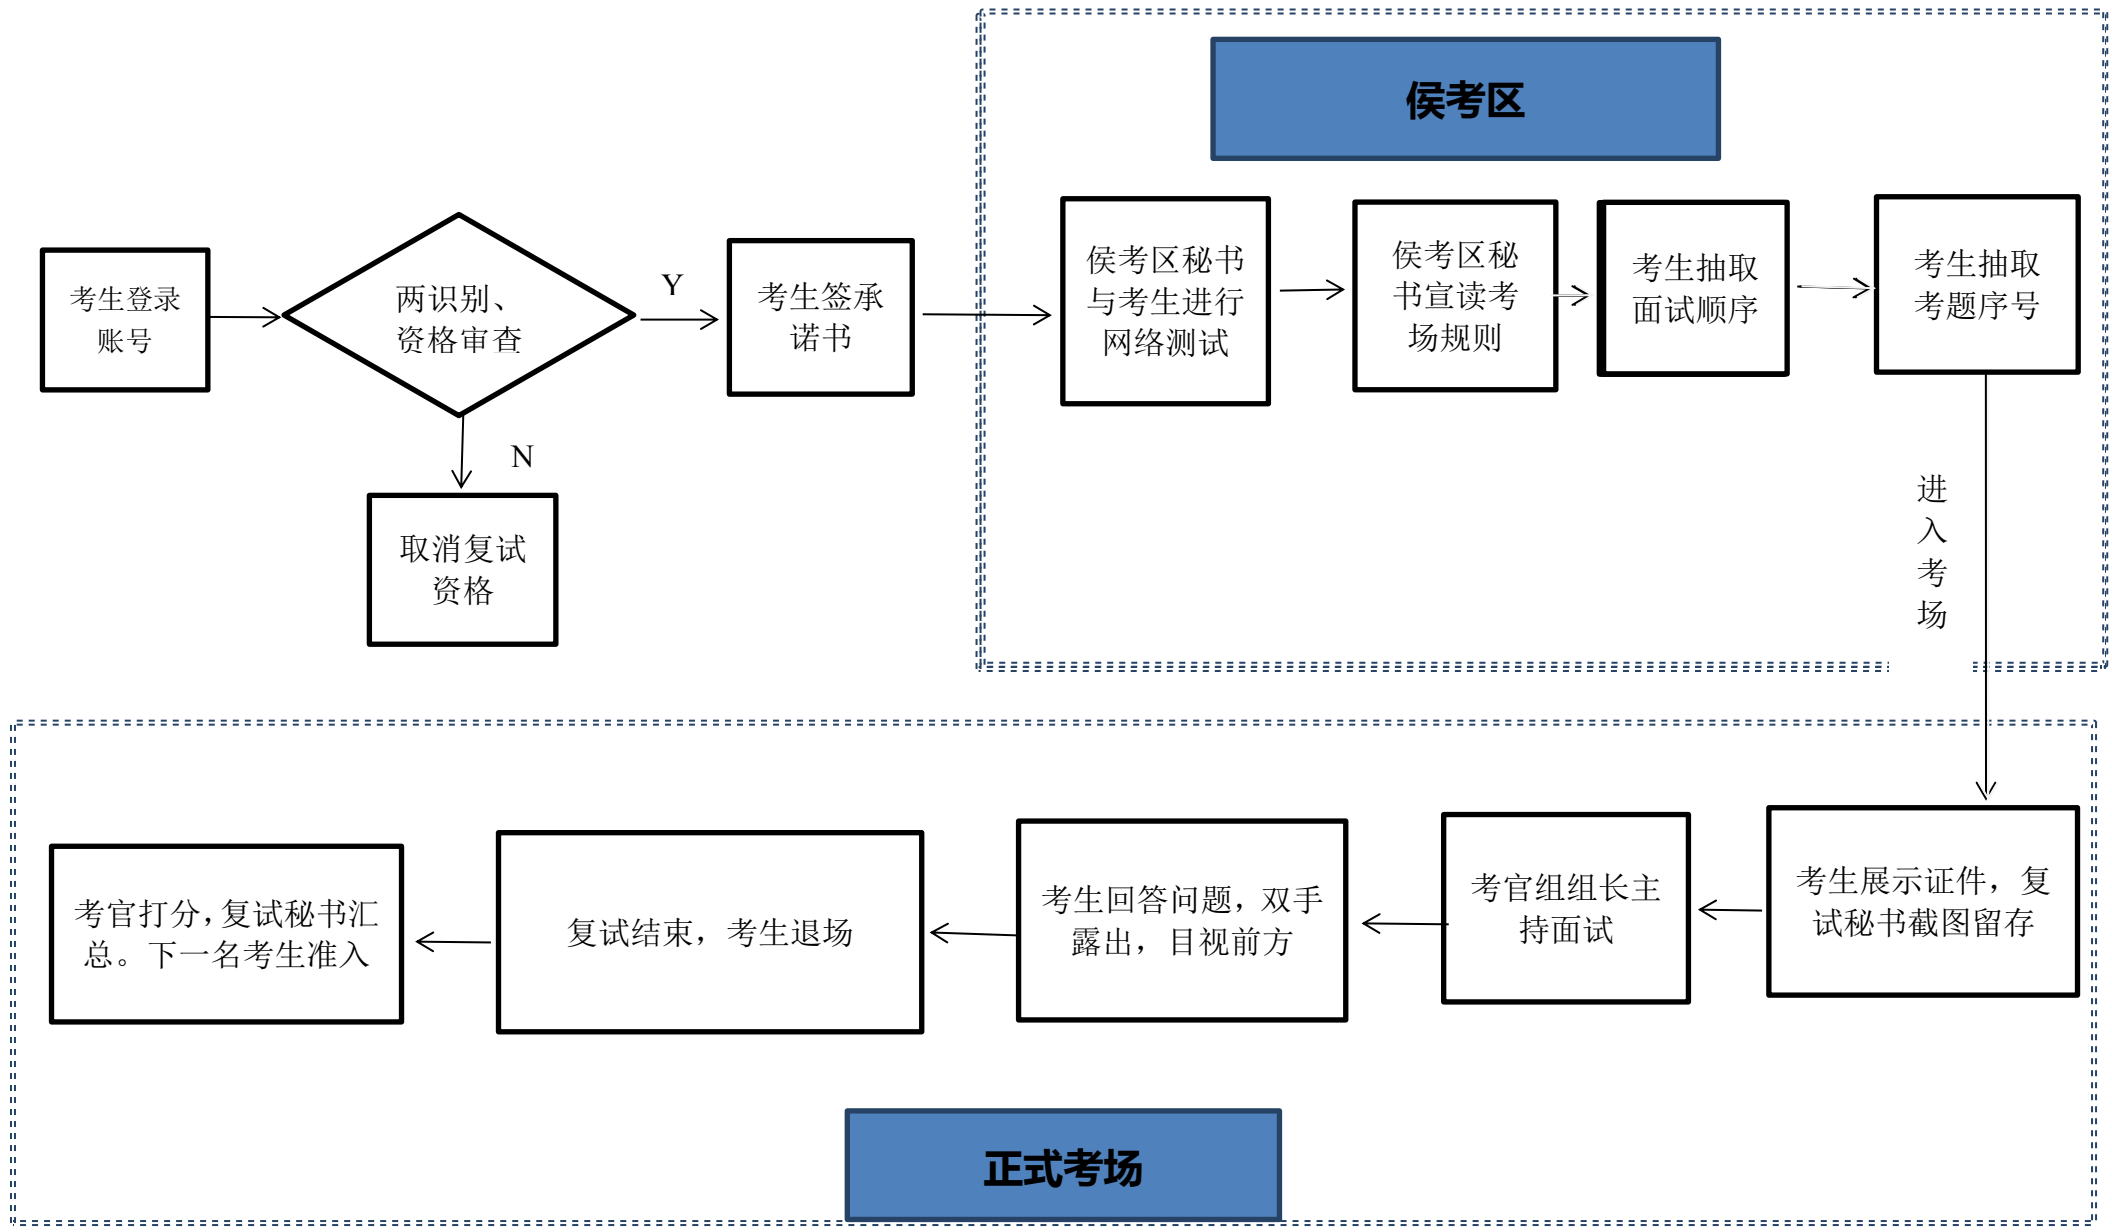 侯考区
考生登录
账号
两识别、
资格审查
Y
N
取消复试
资格
考生签承
诺书
侯考区秘书
与考生进行
网络测试
侯考区秘
书宣读考
场规则
考生抽取
面试顺序
考生抽取
考题序号
进
入
考
场
考生展示证件，复
试秘书截图留存
考官组组长主
持面试
考生回答问题，双手
露出，目视前方
复试结束，考生退场
考官打分，复试秘书汇
总。下一名考生准入
正式考场